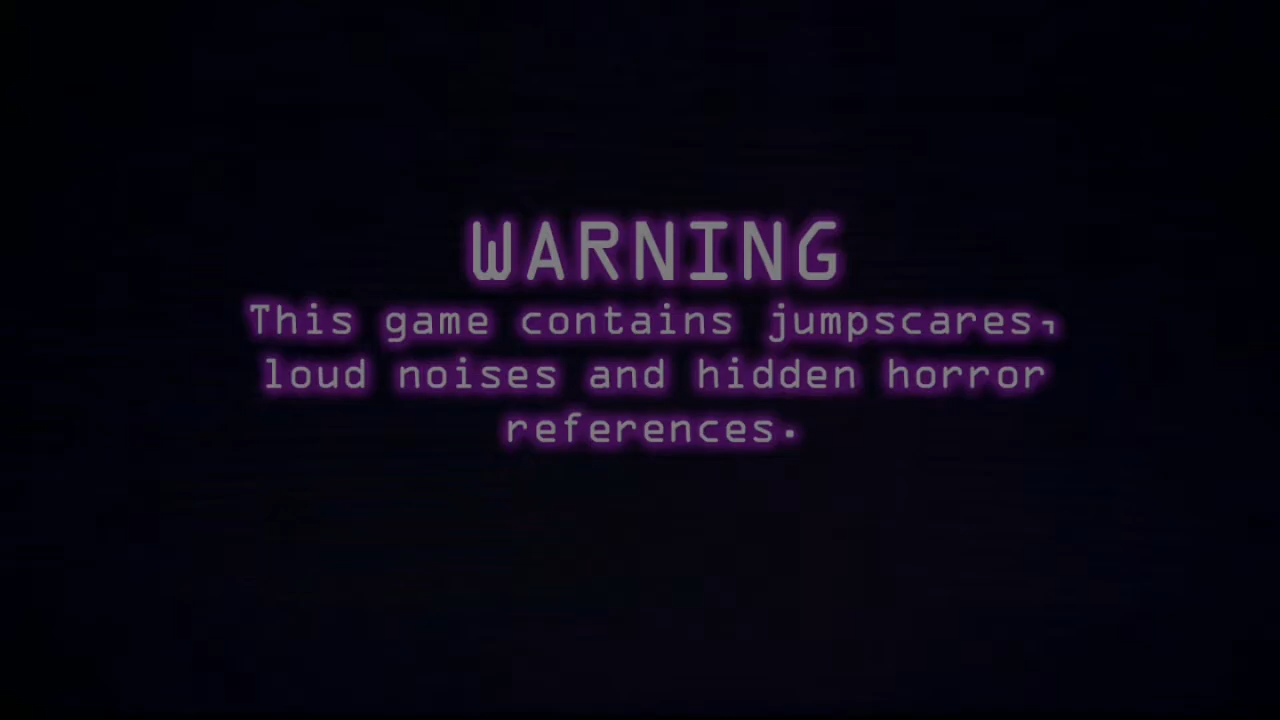 WARNING
This game contains jumpscares,
loud noises and hidden horror
references.